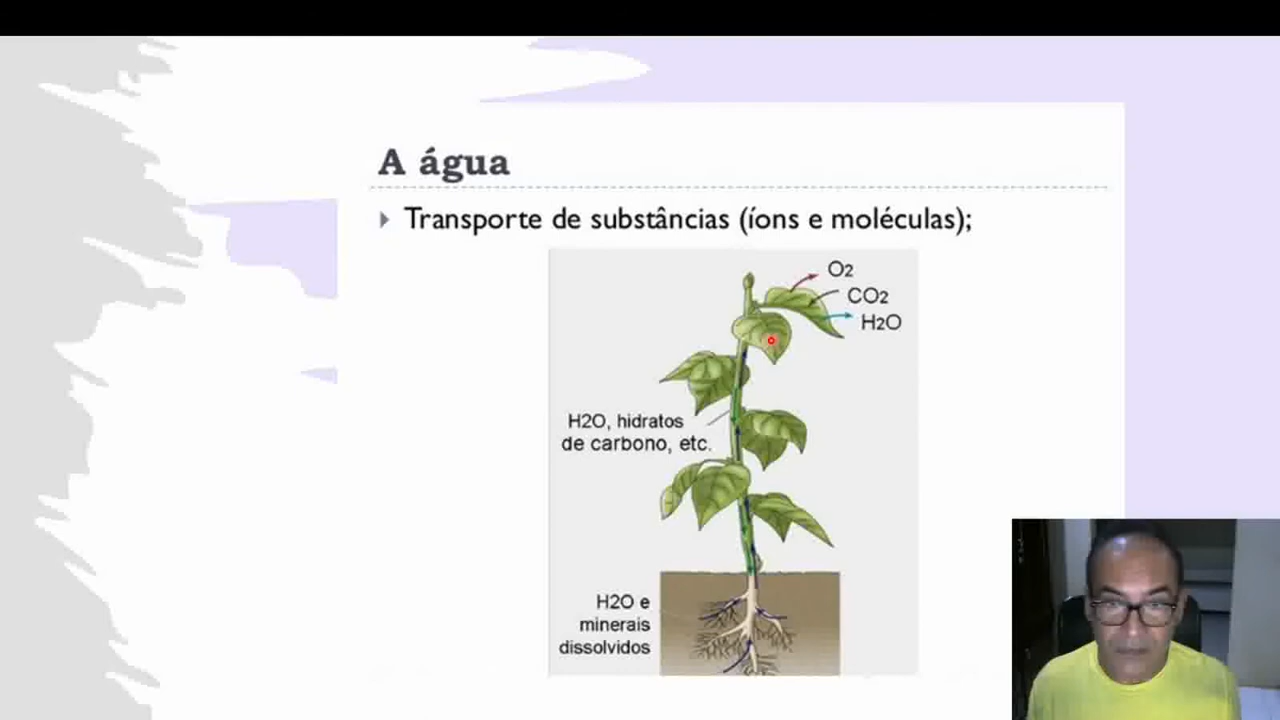 A água
Transporte de substâncias (íons e moléculas);
O2
CO2
H2O
H2O, hidratos
de carbono, etc.
H2O e
minerais
dissolvidos